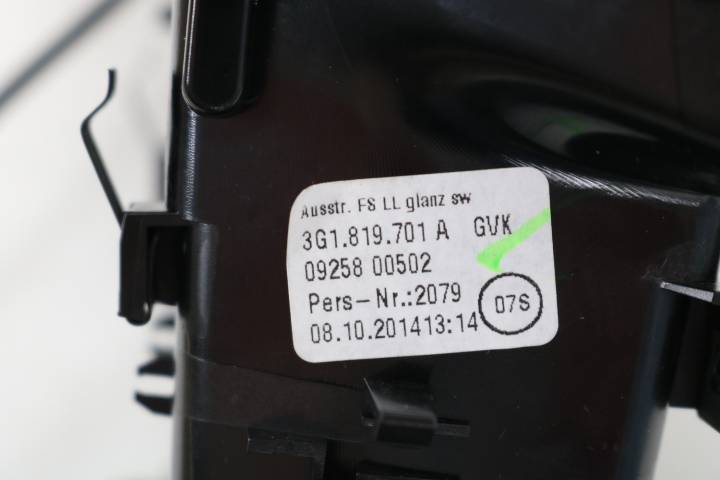 Ausstr. FS LL glanz sw
3G1.819.701 A GVK
09258 00502
Pers-Nr.:2079
08.10.201413:14
07S